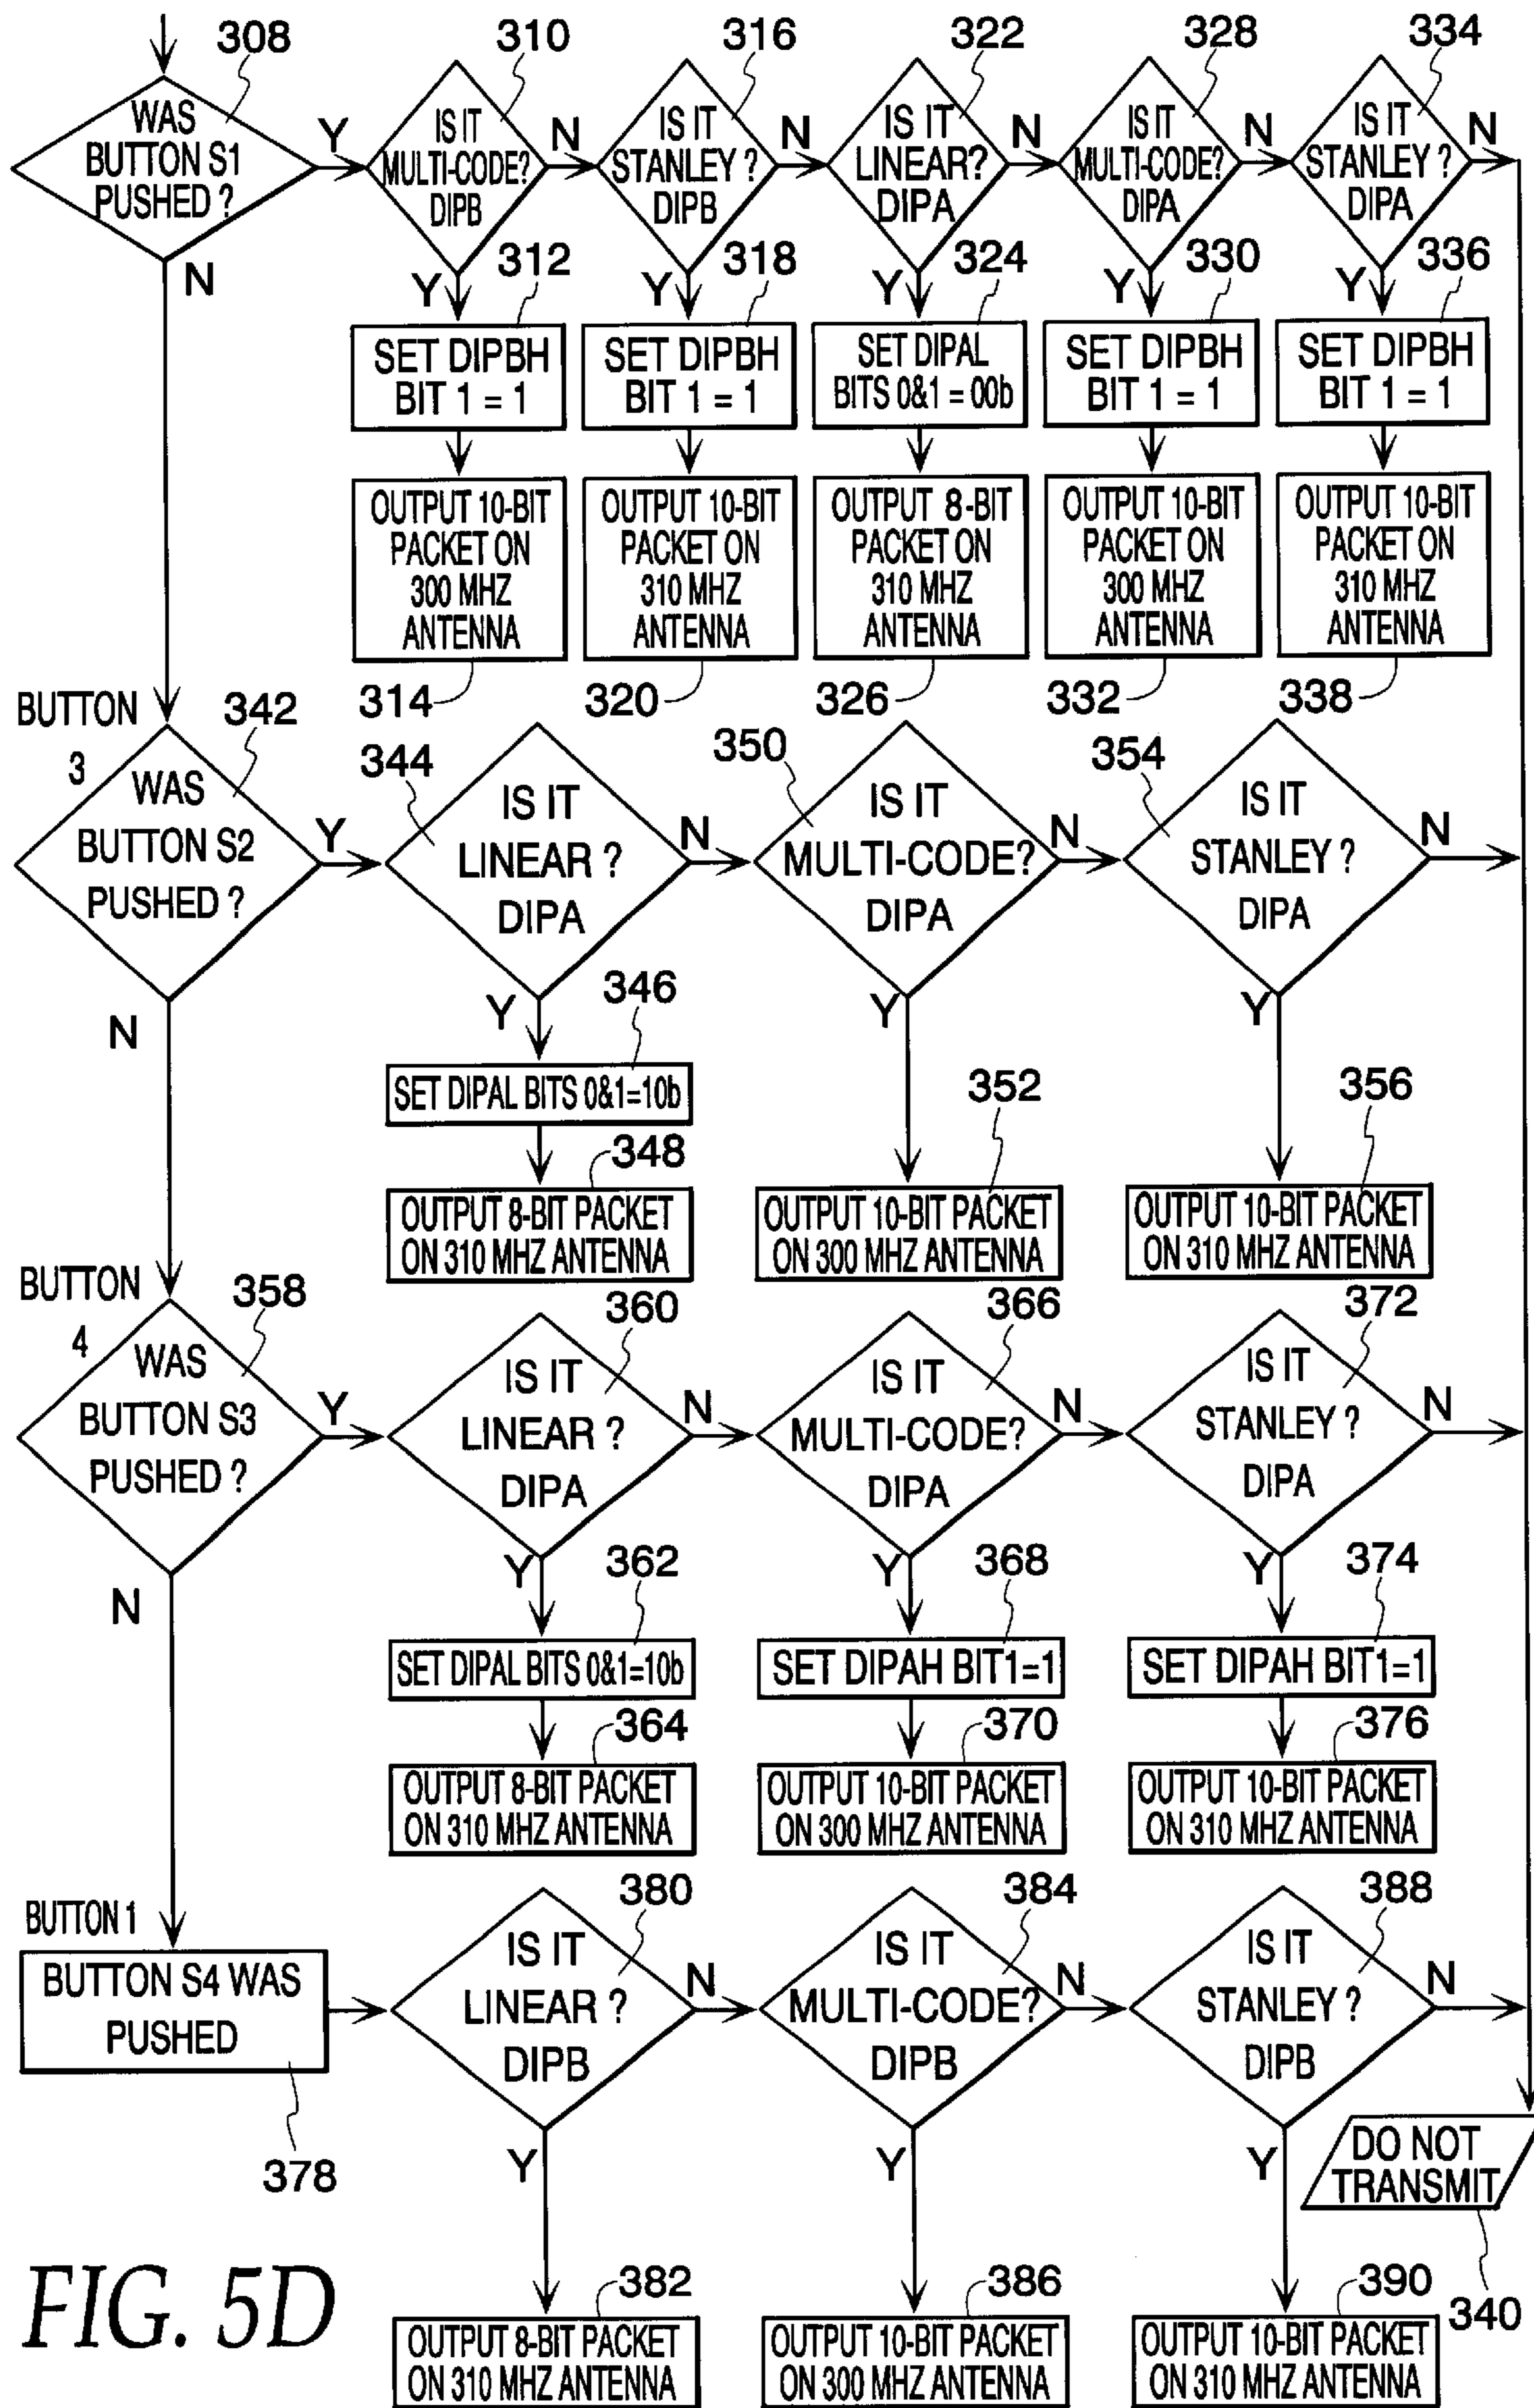 308
310
316
322
328
334
WAS
BUTTON S1
PUSHED ?
Y
N
IS IT
MULTI-CODE?
DIPB
N
Y
IS IT
STANLEY ?
DIPB
N
Y
IS IT
LINEAR?
DIPA
N
Y
IS IT
MULTI-CODE?
DIPA
N
Y
IS IT
STANLEY ?
DIPA
N
Y
312
318
324
330
336
SET DIPBH
BIT 1 = 1
SET DIPBH
BIT 1 = 1
SET DIPAL
BITS 0&1 = 00b
SET DIPBH
BIT 1 = 1
SET DIPBH
BIT 1 = 1
OUTPUT 10-BIT
PACKET ON
300 MHZ
ANTENNA
OUTPUT 10-BIT
PACKET ON
310 MHZ
ANTENNA
OUTPUT 8-BIT
PACKET ON
310 MHZ
ANTENNA
OUTPUT 10-BIT
PACKET ON
300 MHZ
ANTENNA
OUTPUT 10-BIT
PACKET ON
310 MHZ
ANTENNA
314
320
326
332
338
BUTTON
3
342
344
350
354
WAS
BUTTON S2
PUSHED ?
Y
N
IS IT
LINEAR ?
DIPA
N
Y
IS IT
MULTI-CODE?
DIPA
N
Y
IS IT
STANLEY ?
DIPA
N
Y
346
SET DIPAL BITS 0&1=10b
348
352
356
OUTPUT 8-BIT PACKET
ON 310 MHZ ANTENNA
OUTPUT 10-BIT PACKET
ON 300 MHZ ANTENNA
OUTPUT 10-BIT PACKET
ON 310 MHZ ANTENNA
BUTTON
4
358
360
366
372
WAS
BUTTON S3
PUSHED ?
Y
N
IS IT
LINEAR ?
DIPA
N
Y
IS IT
MULTI-CODE?
DIPA
N
Y
IS IT
STANLEY ?
DIPA
N
Y
362
368
374
SET DIPAL BITS 0&1=10b
SET DIPAH BIT1=1
SET DIPAH BIT1=1
364
370
376
OUTPUT 8-BIT PACKET
ON 310 MHZ ANTENNA
OUTPUT 10-BIT PACKET
ON 300 MHZ ANTENNA
OUTPUT 10-BIT PACKET
ON 310 MHZ ANTENNA
BUTTON 1
380
384
388
BUTTON S4 WAS
PUSHED
378
IS IT
LINEAR ?
DIPB
N
Y
IS IT
MULTI-CODE?
DIPB
N
Y
IS IT
STANLEY ?
DIPB
N
Y
DO NOT
TRANSMIT
340
382
386
390
OUTPUT 8-BIT PACKET
ON 310 MHZ ANTENNA
OUTPUT 10-BIT PACKET
ON 300 MHZ ANTENNA
OUTPUT 10-BIT PACKET
ON 310 MHZ ANTENNA
FIG. 5D